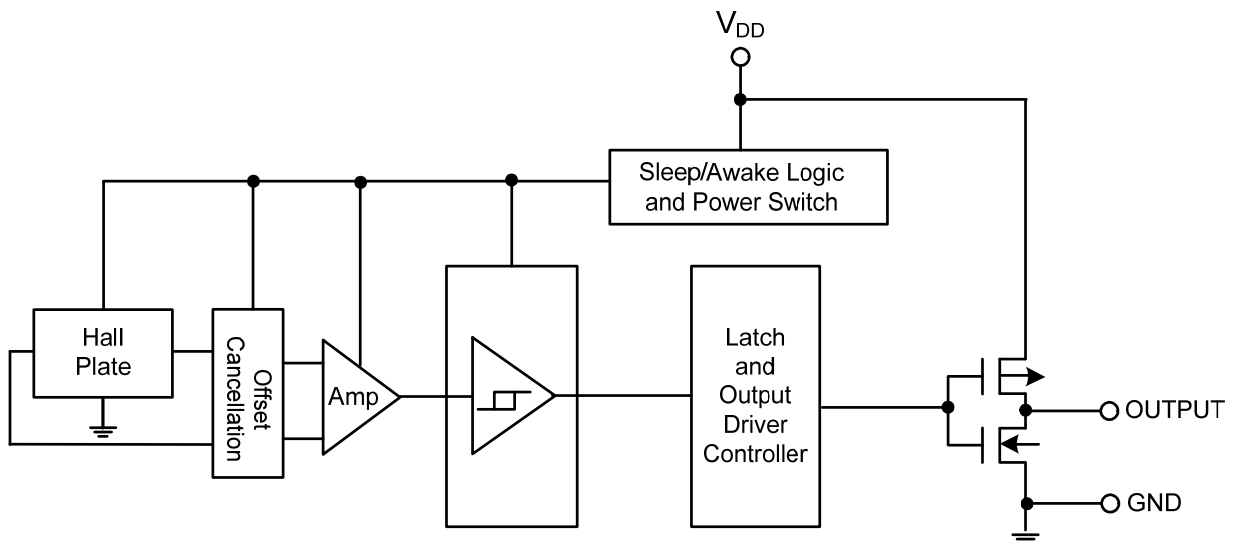 VDD
Sleep/Awake Logic
and Power Switch
Hall
Plate
Offset
Cancellation
Amp
Latch
and
Output
Driver
Controller
OUTPUT
GND